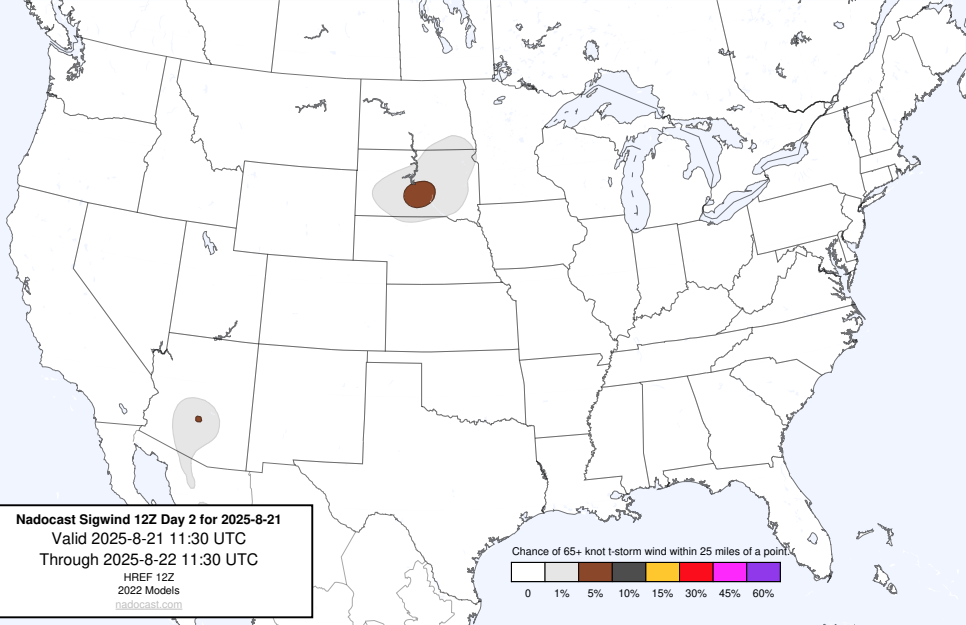 Nadocast Sigwind 12Z Day 2 for 2025-8-21
Valid 2025-8-21 11:30 UTC
Through 2025-8-22 11:30 UTC
HREF 12Z
2022 Models
nadocast.com
Chance of 65+ knot t-storm wind within 25 miles of a point.
0 1% 5% 10% 15% 30% 45% 60%